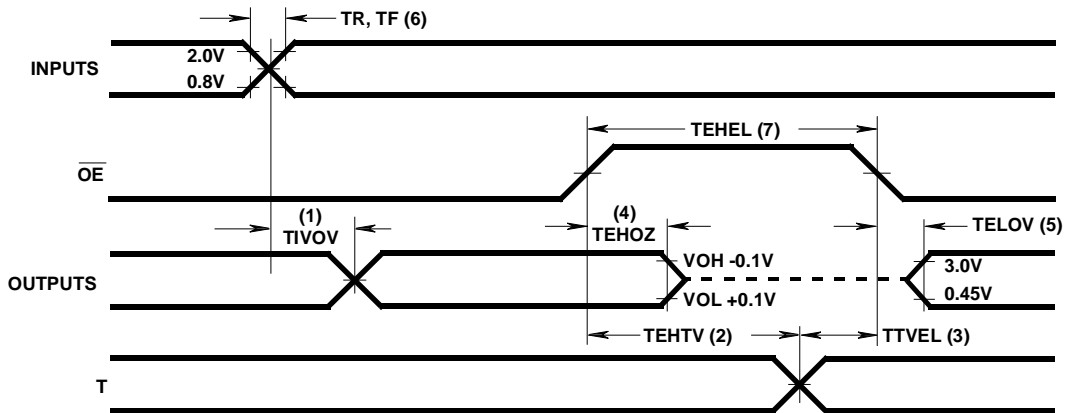 TR, TF (6)
INPUTS
2.0V
0.8V
TEHEL (7)
OE
(1)
TIVOV
(4)
TEHOZ
TELOV (5)
OUTPUTS
VOH -0.1V
VOL +0.1V
3.0V
0.45V
TEHTV (2)
TTVEL (3)
T